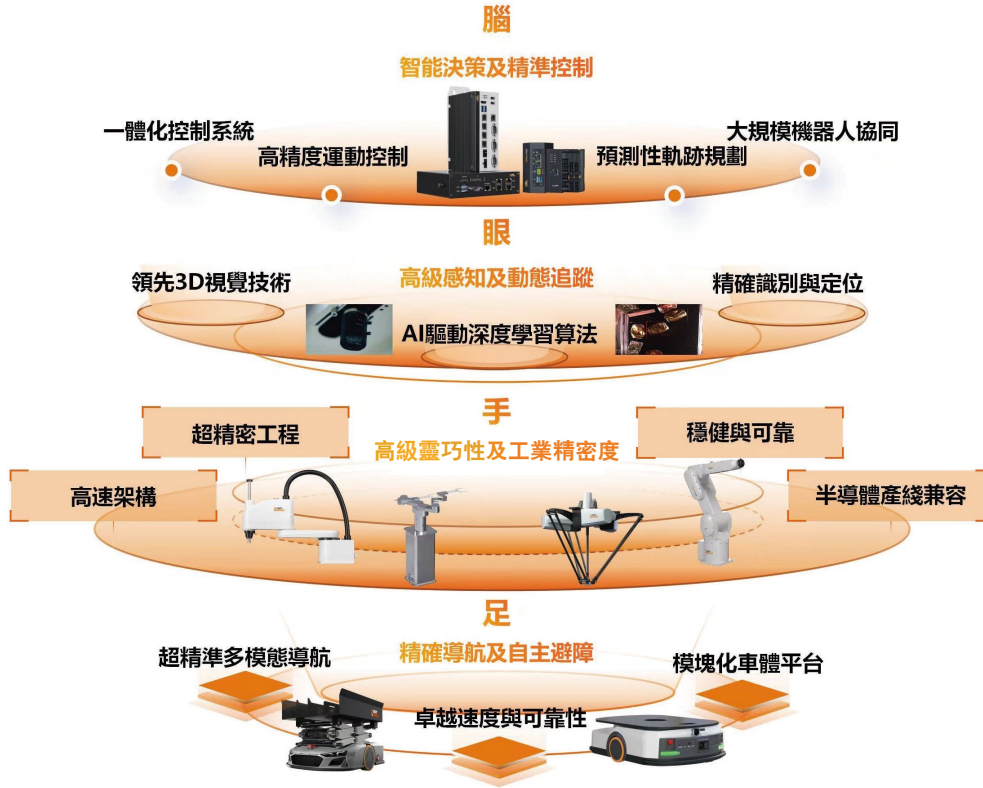 腦
智能決策及精準控制
一體化控制系統
大規模機器人協同
高精度運動控制
預測性軌跡規劃
眼
領先3D視覺技術
高級感知及動態追蹤
精確識別與定位
AI驅動深度學習算法
手
超精密工程
穩健與可靠
高級靈巧性及工業精密度
高速架構
半導體產綫兼容
足
超精準多模態導航
精確導航及自主避障
模塊化車體平台
卓越速度與可靠性